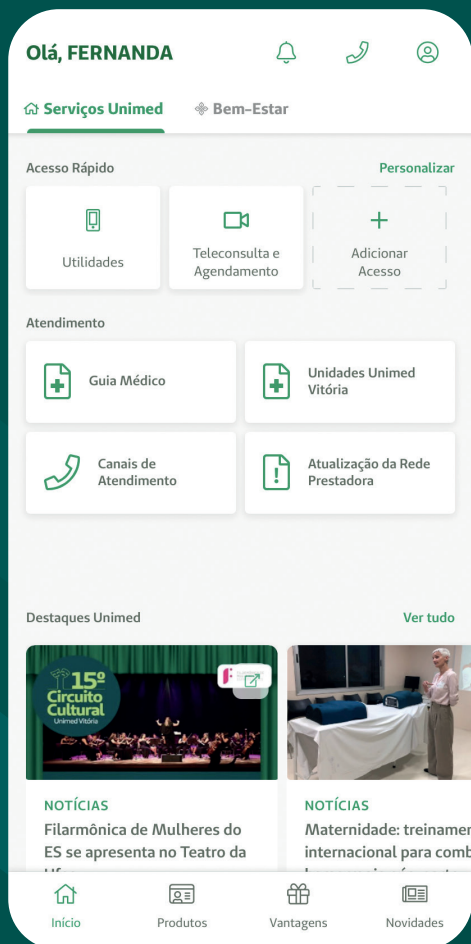 Olá, FERNANDA
Serviços Unimed
Bem-Estar
Acesso Rápido
Personalizar
Utilidades
Teleconsulta e
Agendamento
Adicionar
Acesso
Atendimento
Guia Médico
Unidades Unimed
Vitória
Canais de
Atendimento
Atualização da Rede
Prestadora
Destaques Unimed
Ver tudo
15º
Circuito
Cultural
Unimed Vitória
NOTÍCIAS
Filarmônica de Mulheres do
ES se apresenta no Teatro da
NOTÍCIAS
Maternidade: treinamen
internacional para comb
Início
Produtos
Vantagens
Novidades